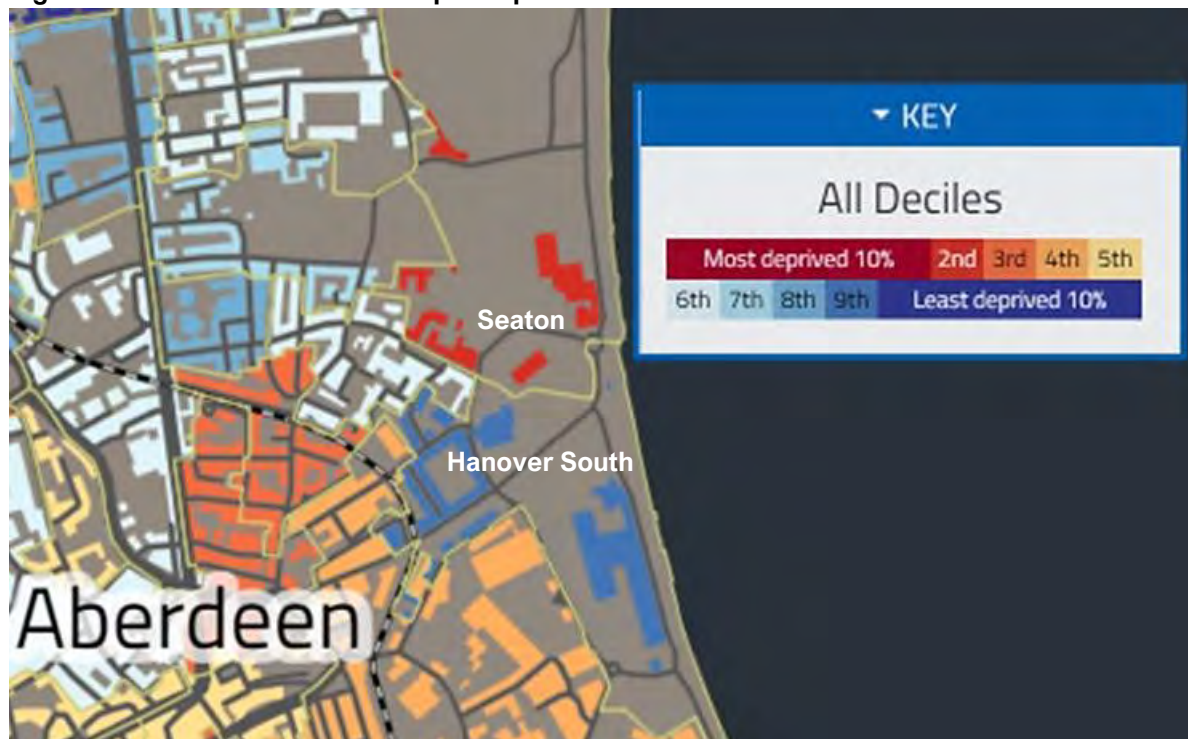 KEY
All Deciles
Most deprived 10% 2nd 3rd 4th 5th
6th 7th 8th 9th Least deprived 10%
Seaton
Hanover South
Aberdeen